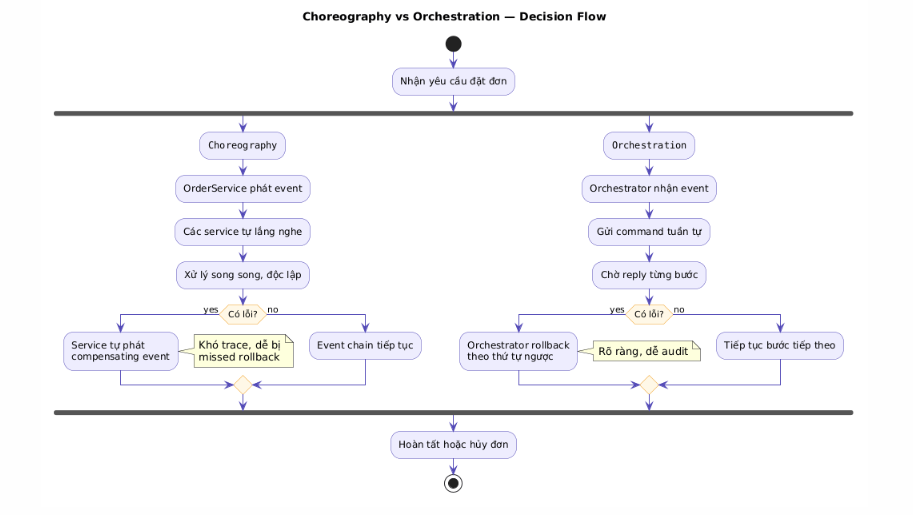 Choreography vs Orchestration — Decision Flow
Nhận yêu cầu đặt đơn
Choreography
OrderService phát event
Các service tự lắng nghe
Xử lý song song, độc lập
Có lỗi?
yes
no
Service tự phát
compensating event
Khó trace, dễ bị
missed rollback
Event chain tiếp tục
Orchestration
Orchestrator nhận event
Gửi command tuần tự
Chờ reply từng bước
Có lỗi?
yes
no
Orchestrator rollback
theo thứ tự ngược
Rõ ràng, dễ audit
Tiếp tục bước tiếp theo
Hoàn tất hoặc hủy đơn